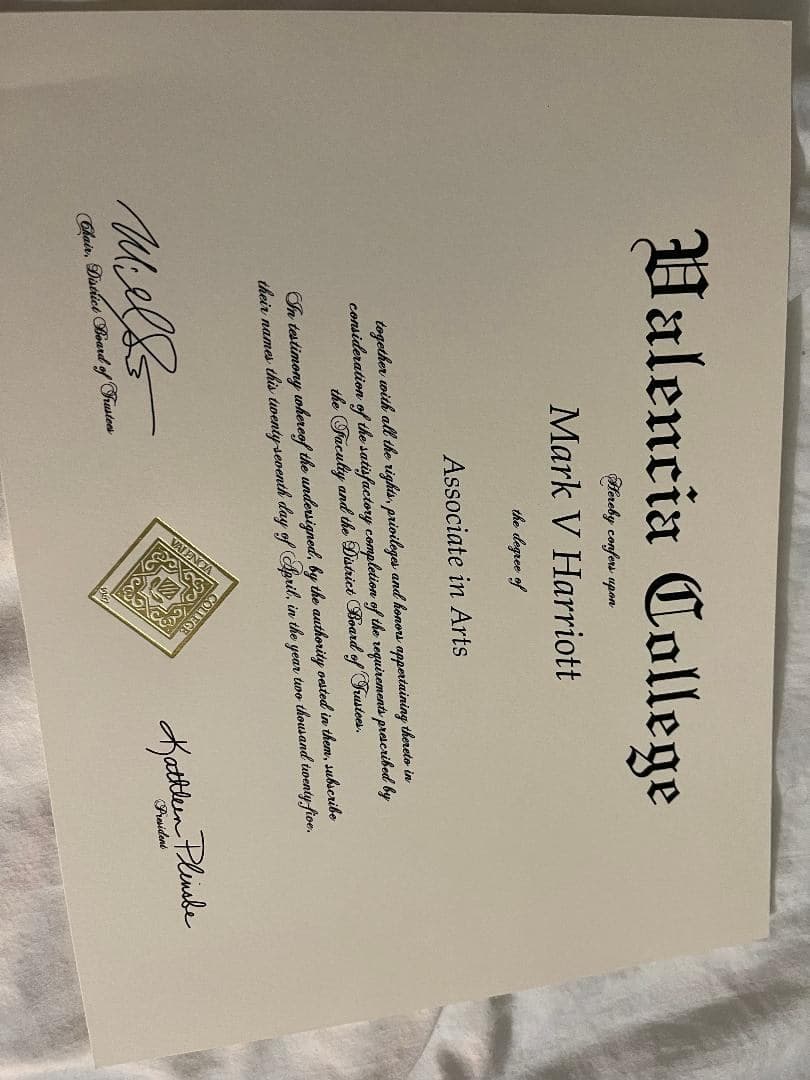 Valencia College
Hereby confers upon
Mark V Harriott
the degree of
Associate in Arts
together with all the rights, privileges and honors appertaining thereto in
consideration of the satisfactory completion of the requirements prescribed by
the Faculty and the District Board of Trustees.
In testimony whereof the undersigned, by the authority vested in them, subscribe
their names this twenty-seventh day of April, in the year two thousand twenty-five.
Chair, District Board of Trustees
VALENCIA COLLEGE
1967
Kathleen Plinske
President